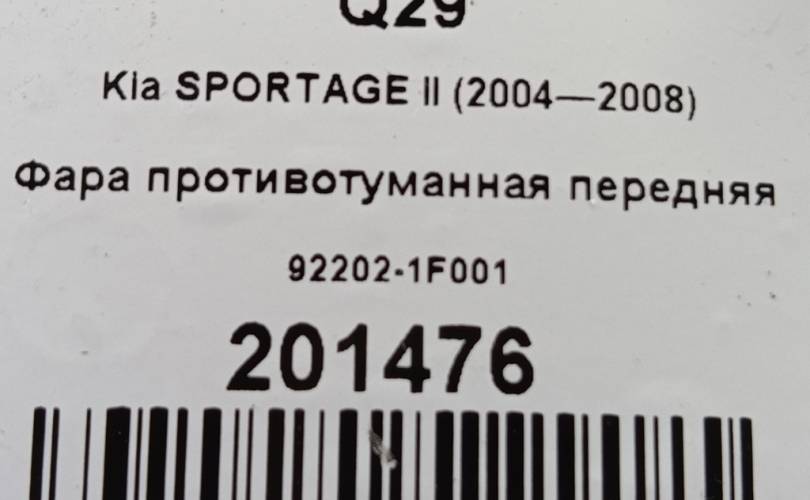 Q29
Kia SPORTAGE II (2004—2008)
Фара противотуманная передняя
92202-1F001
201476